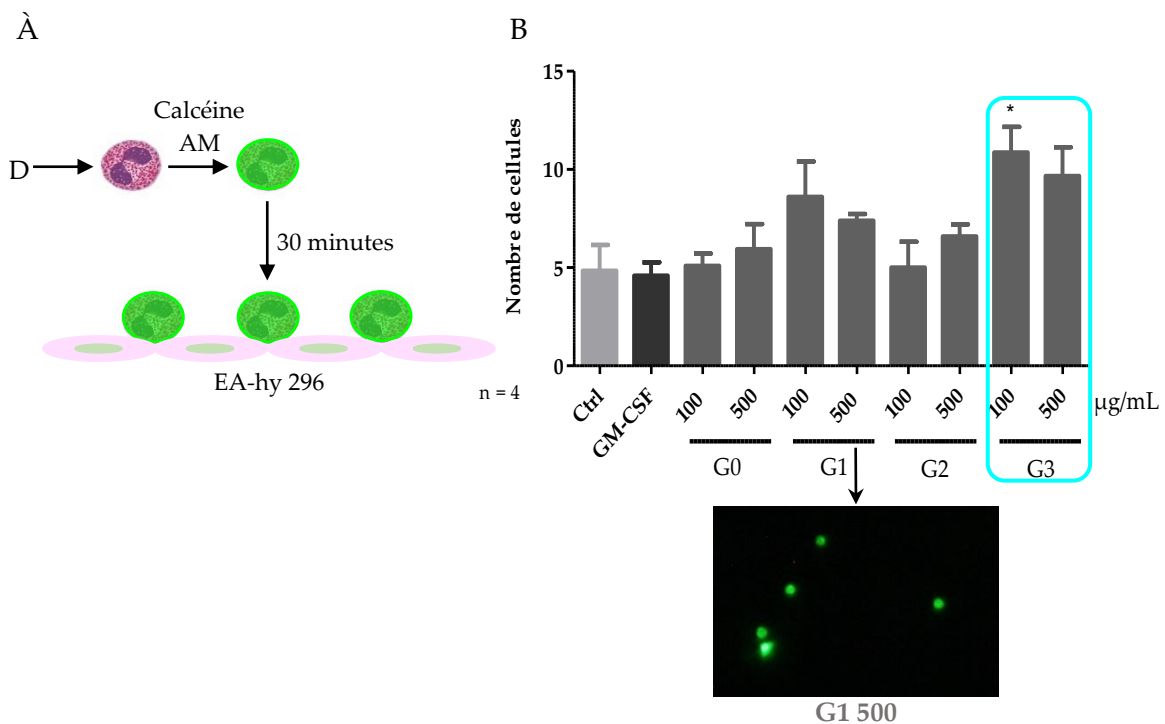 À
B
Calcéine
AM
D
30 minutes
EA-hy 296
n = 4
Nombre de cellules
15
10
5
0
*
Ctrl
GM-CSF
100
500
100
500
100
500
100
500
µg/mL
G0
G1
G2
G3
G1 500